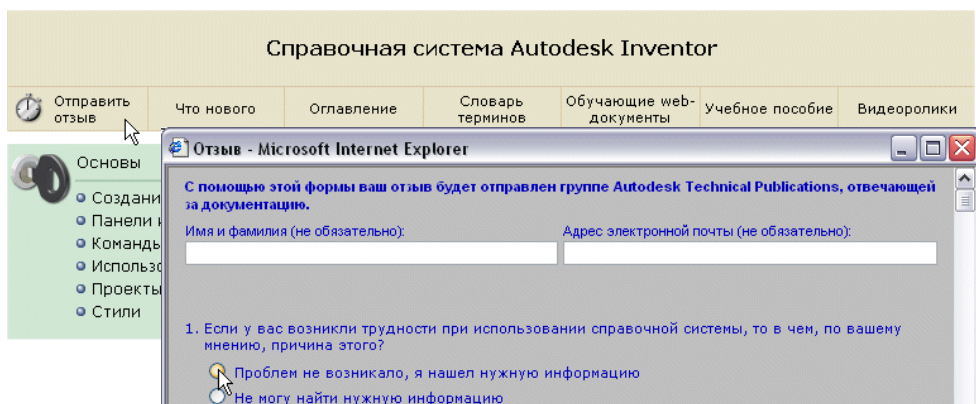 Справочная система Autodesk Inventor
Отправить
отзыв
Что нового
Оглавление
Словарь
терминов
Обучающие web-
документы
Учебное пособие
Видеоролики
Основы
Создани
Панели
Команды
Использо
Проекты
Стили
Отзыв - Microsoft Internet Explorer
С помощью этой формы ваш отзыв будет отправлен группе Autodesk Technical Publications, отвечающей
за документацию.
Имя и фамилия (не обязательно):
Адрес электронной почты (не обязательно):
1. Если у вас возникли трудности при использовании справочной системы, то в чем, по вашему
мнению, причина этого?
Проблем не возникало, я нашел нужную информацию
Не могу найти нужную информацию